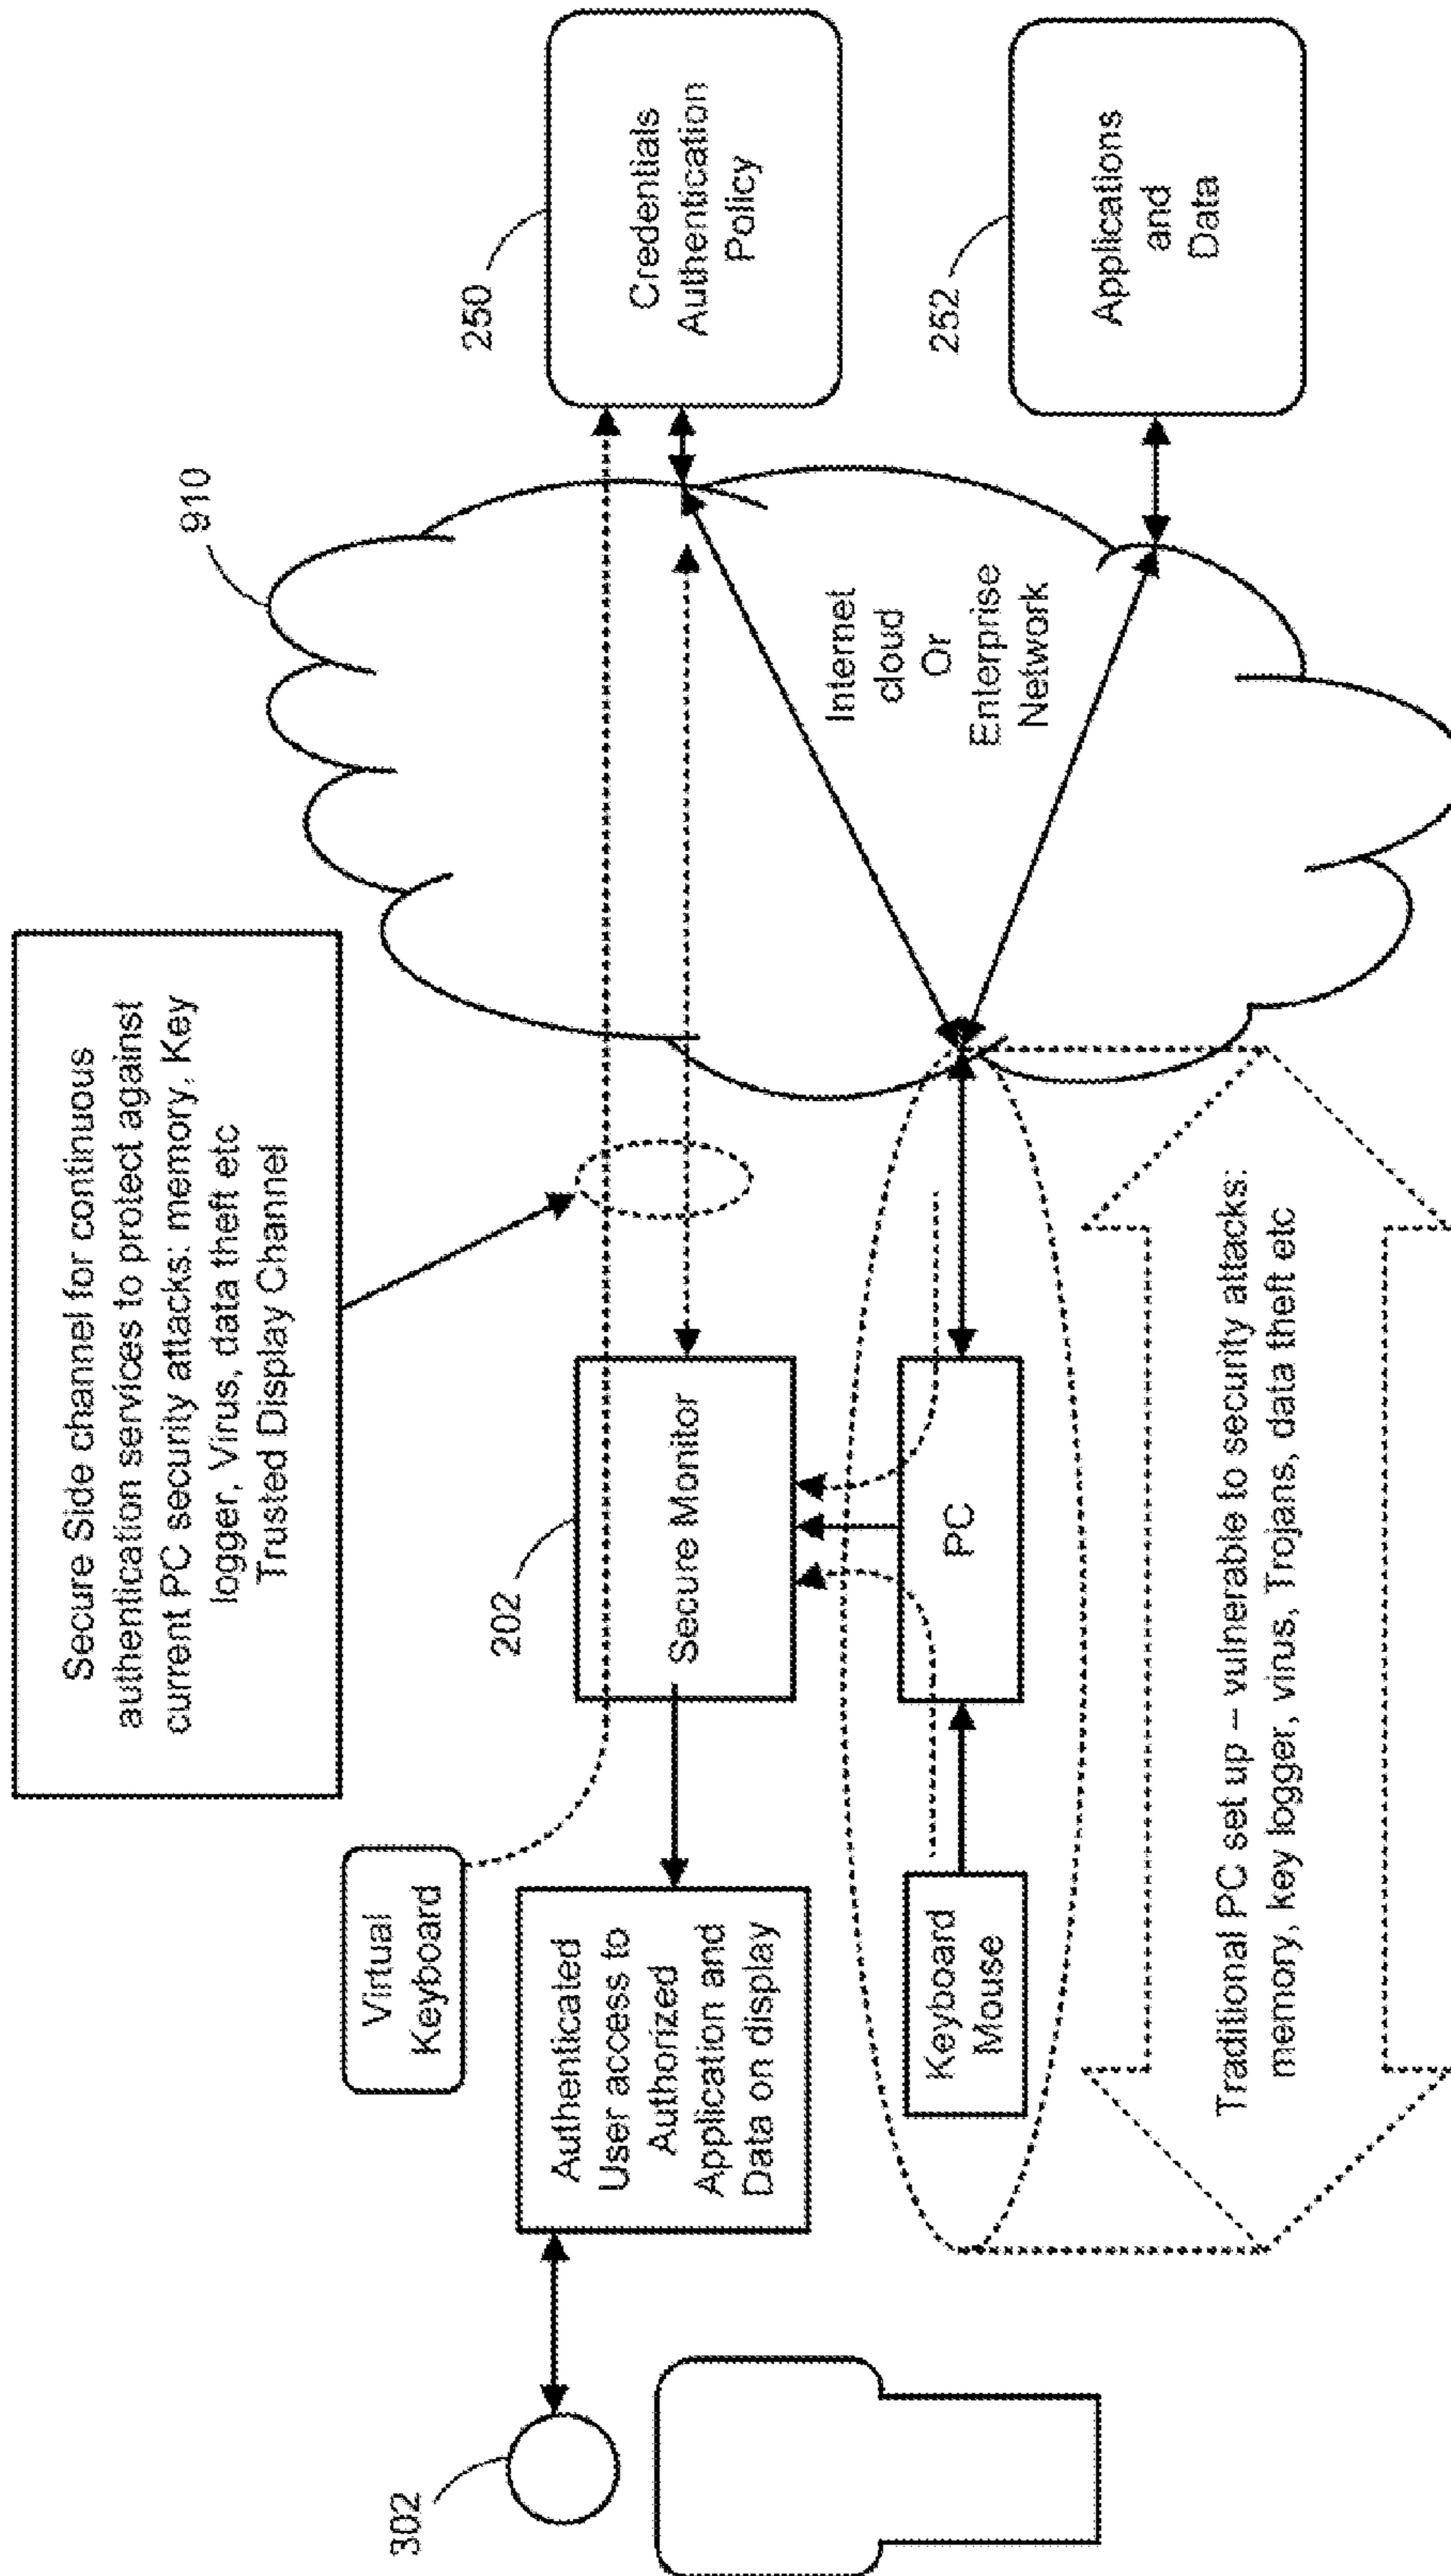 Secure Side channel for continuous
authentication services to protect against
current PC security attacks: memory, Key
logger, Virus, data theft etc
Trusted Display Channel
910
Virtual
Keyboard
302
Authenticated
User access to
Authorized
Application and
Data on display
202
Secure Monitor
250
Credentials
Authentication
Policy
Internet
cloud
Or
Enterprise
Network
Keyboard
Mouse
PC
252
Applications
and
Data
Traditional PC set up – vulnerable to security attacks:
memory, key logger, virus, Trojans, data theft etc